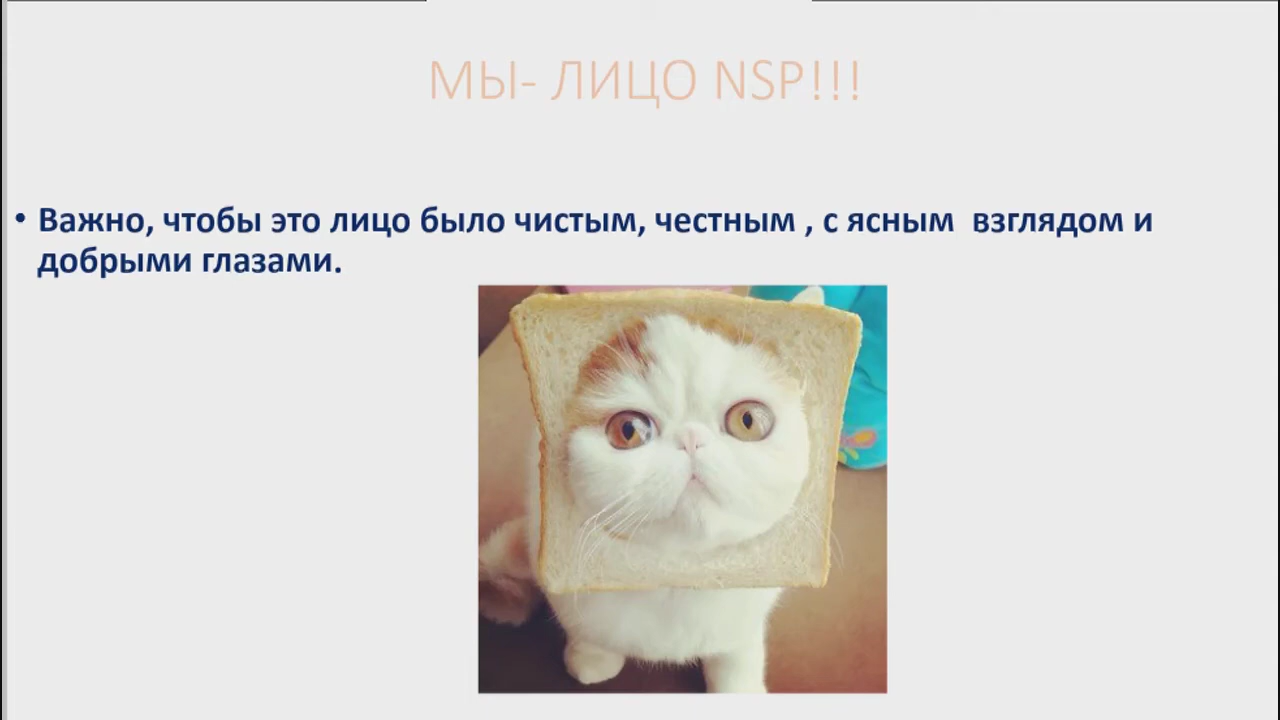 МЫ- ЛИЦО NSP!!!
• Важно, чтобы это лицо было чистым, честным , с ясным  взглядом и
добрыми глазами.